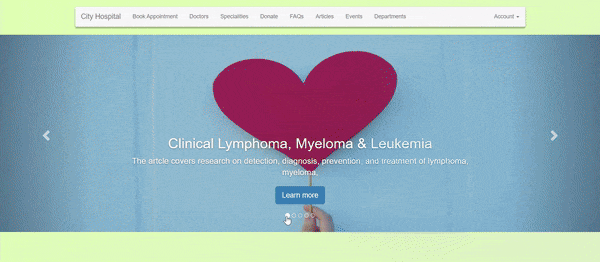 City Hospital Book Appointment Doctors Specialities Donate FAQs Articles Events Departments Account
Clinical Lymphoma, Myeloma & Leukemia
The artcle covers research on detection, diagnosis, prevention, and treatment of lymphoma,
myeloma,
Learn more